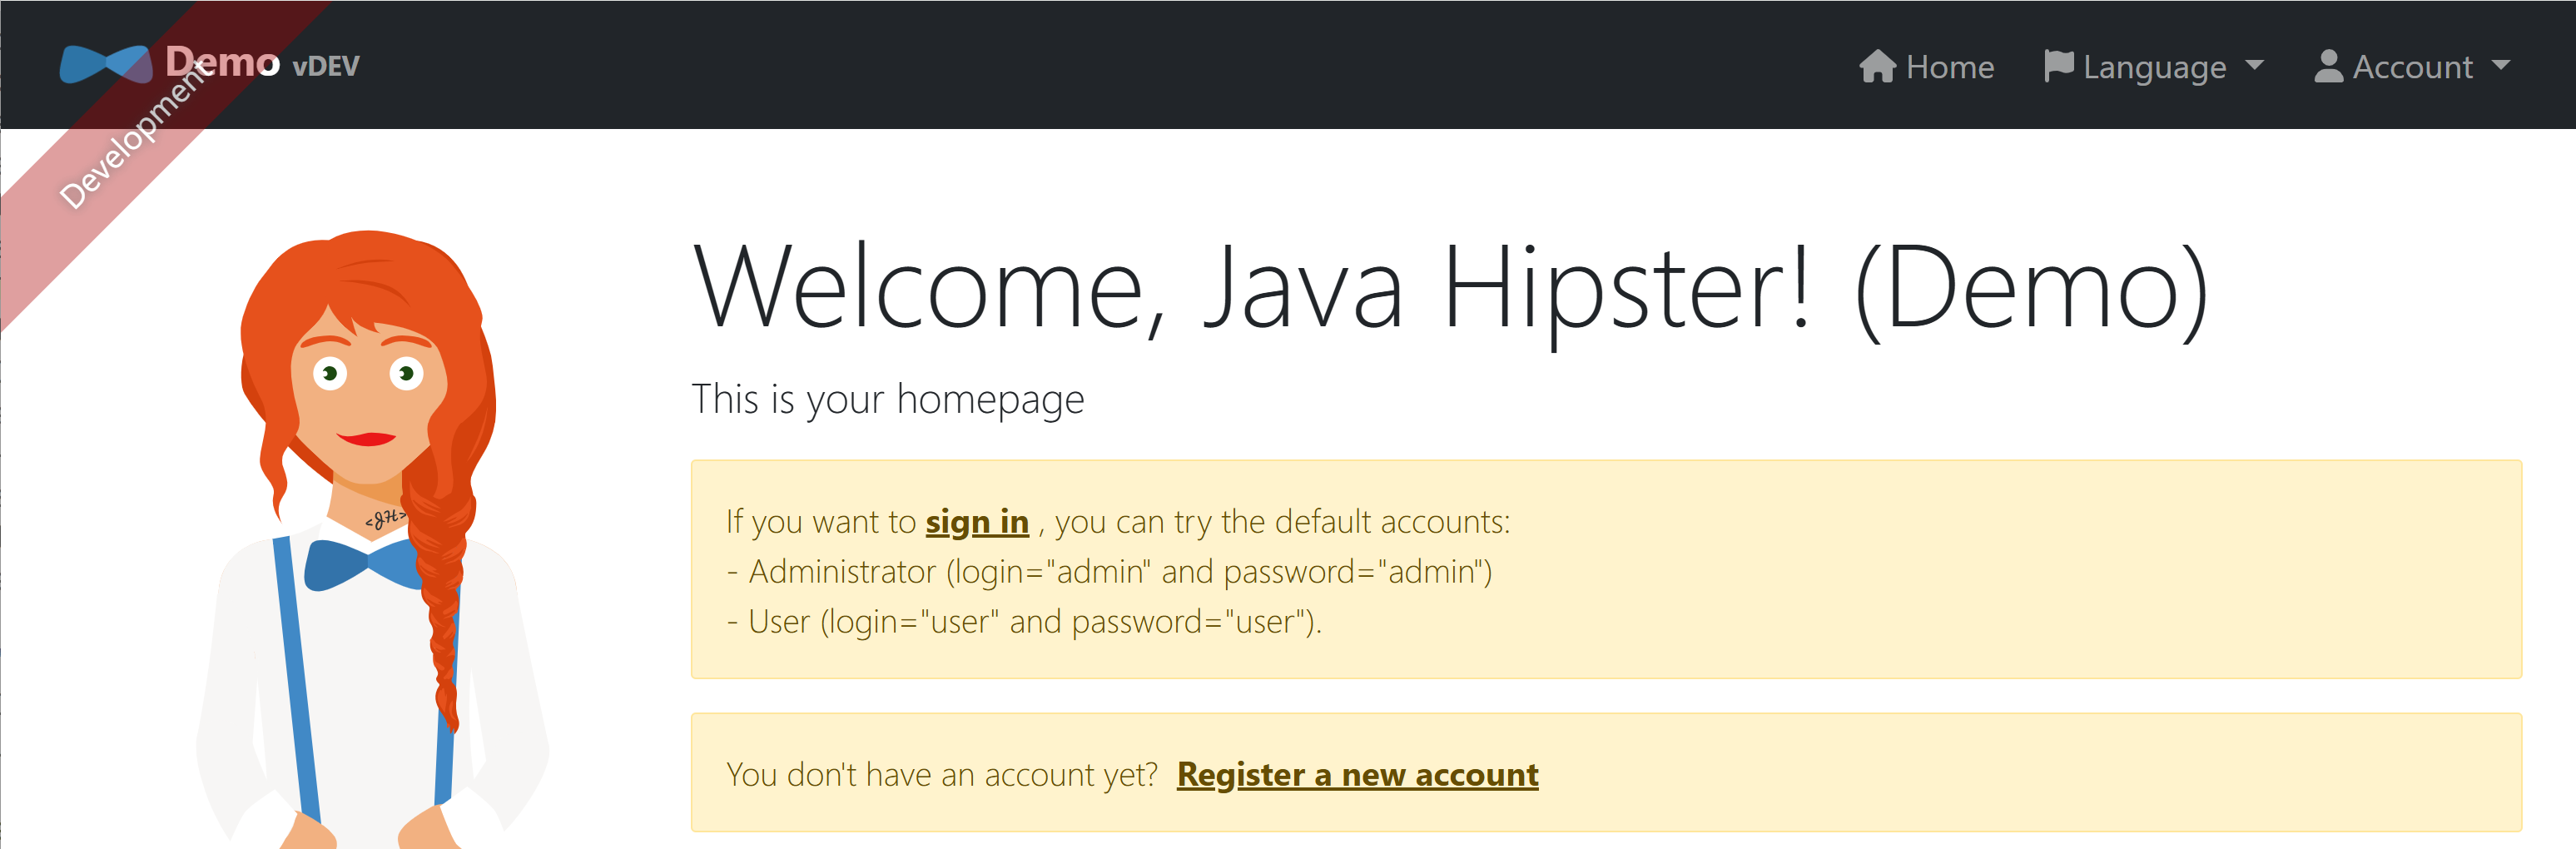 Demo vDEV
Home Language Account
Development
Welcome, Java Hipster! (Demo)
This is your homepage
<JH>
If you want to sign in , you can try the default accounts:
- Administrator (login="admin" and password="admin")
- User (login="user" and password="user").
You don't have an account yet? Register a new account